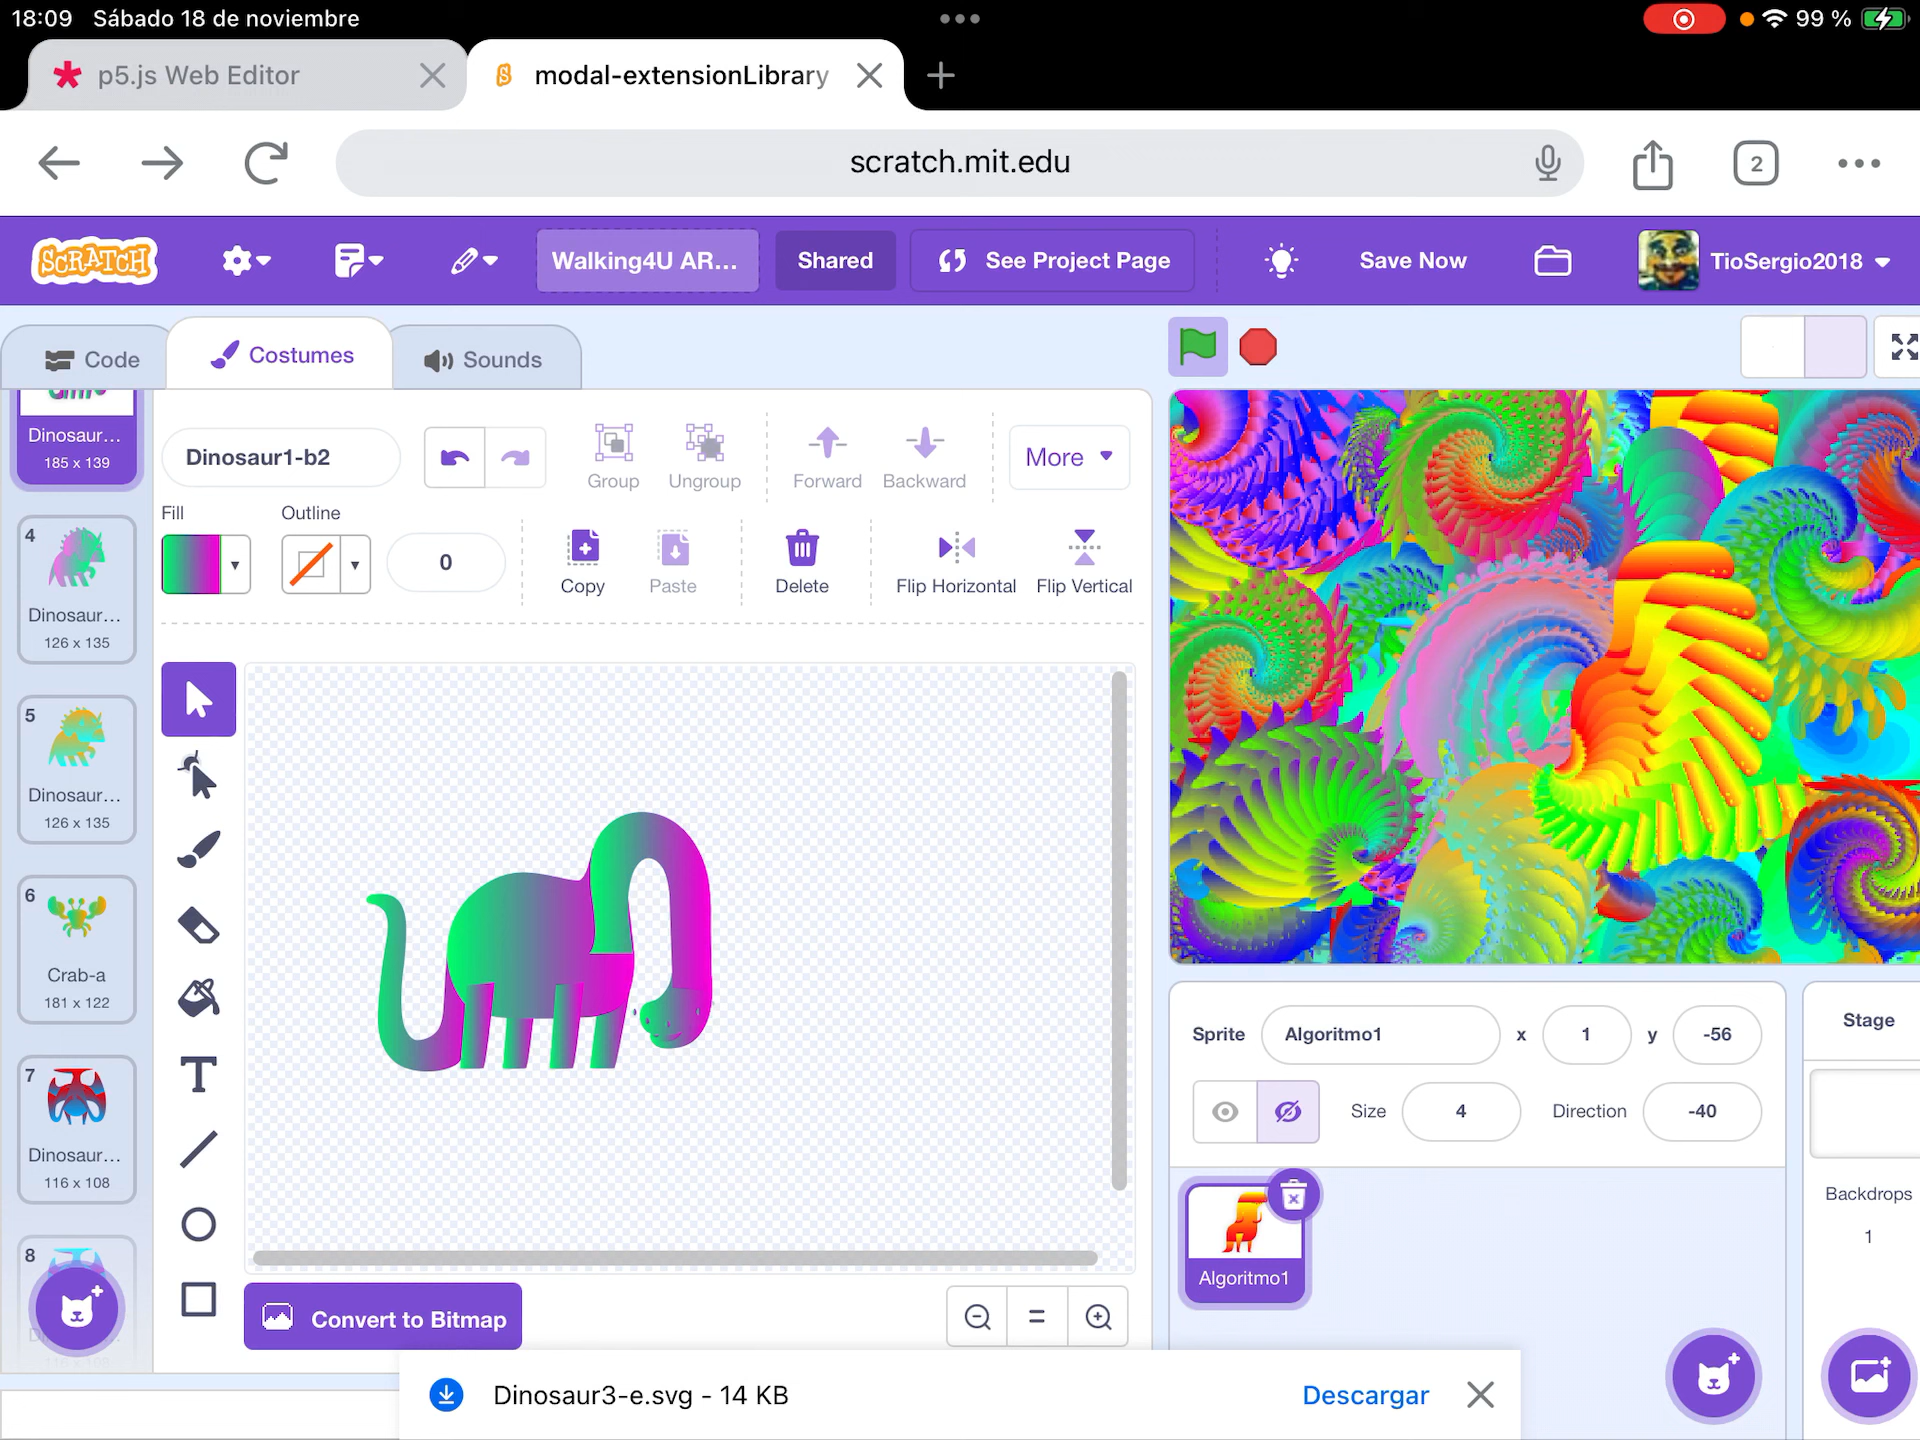 18:09 Sábado 18 de noviembre
99 %
p5.js Web Editor
modal-extensionLibrary
scratch.mit.edu
2
SCRATCH
Walking4U AR...
Shared
See Project Page
Save Now
TioSergio2018
Code
Costumes
Sounds
Dinosaur...
185 x 139
Dinosaur1-b2
Group
Ungroup
Forward
Backward
More
Fill
Outline
0
Copy
Paste
Delete
Flip Horizontal
Flip Vertical
4
Dinosaur...
126 x 135
5
Dinosaur...
126 x 135
6
Crab-a
181 x 122
7
Dinosaur...
116 x 108
8
116 x 108
T
Convert to Bitmap
=
Sprite
Algoritmo1
x
1
y
-56
Size
4
Direction
-40
Algoritmo1
Stage
Backdrops
1
Dinosaur3-e.svg - 14 KB
Descargar